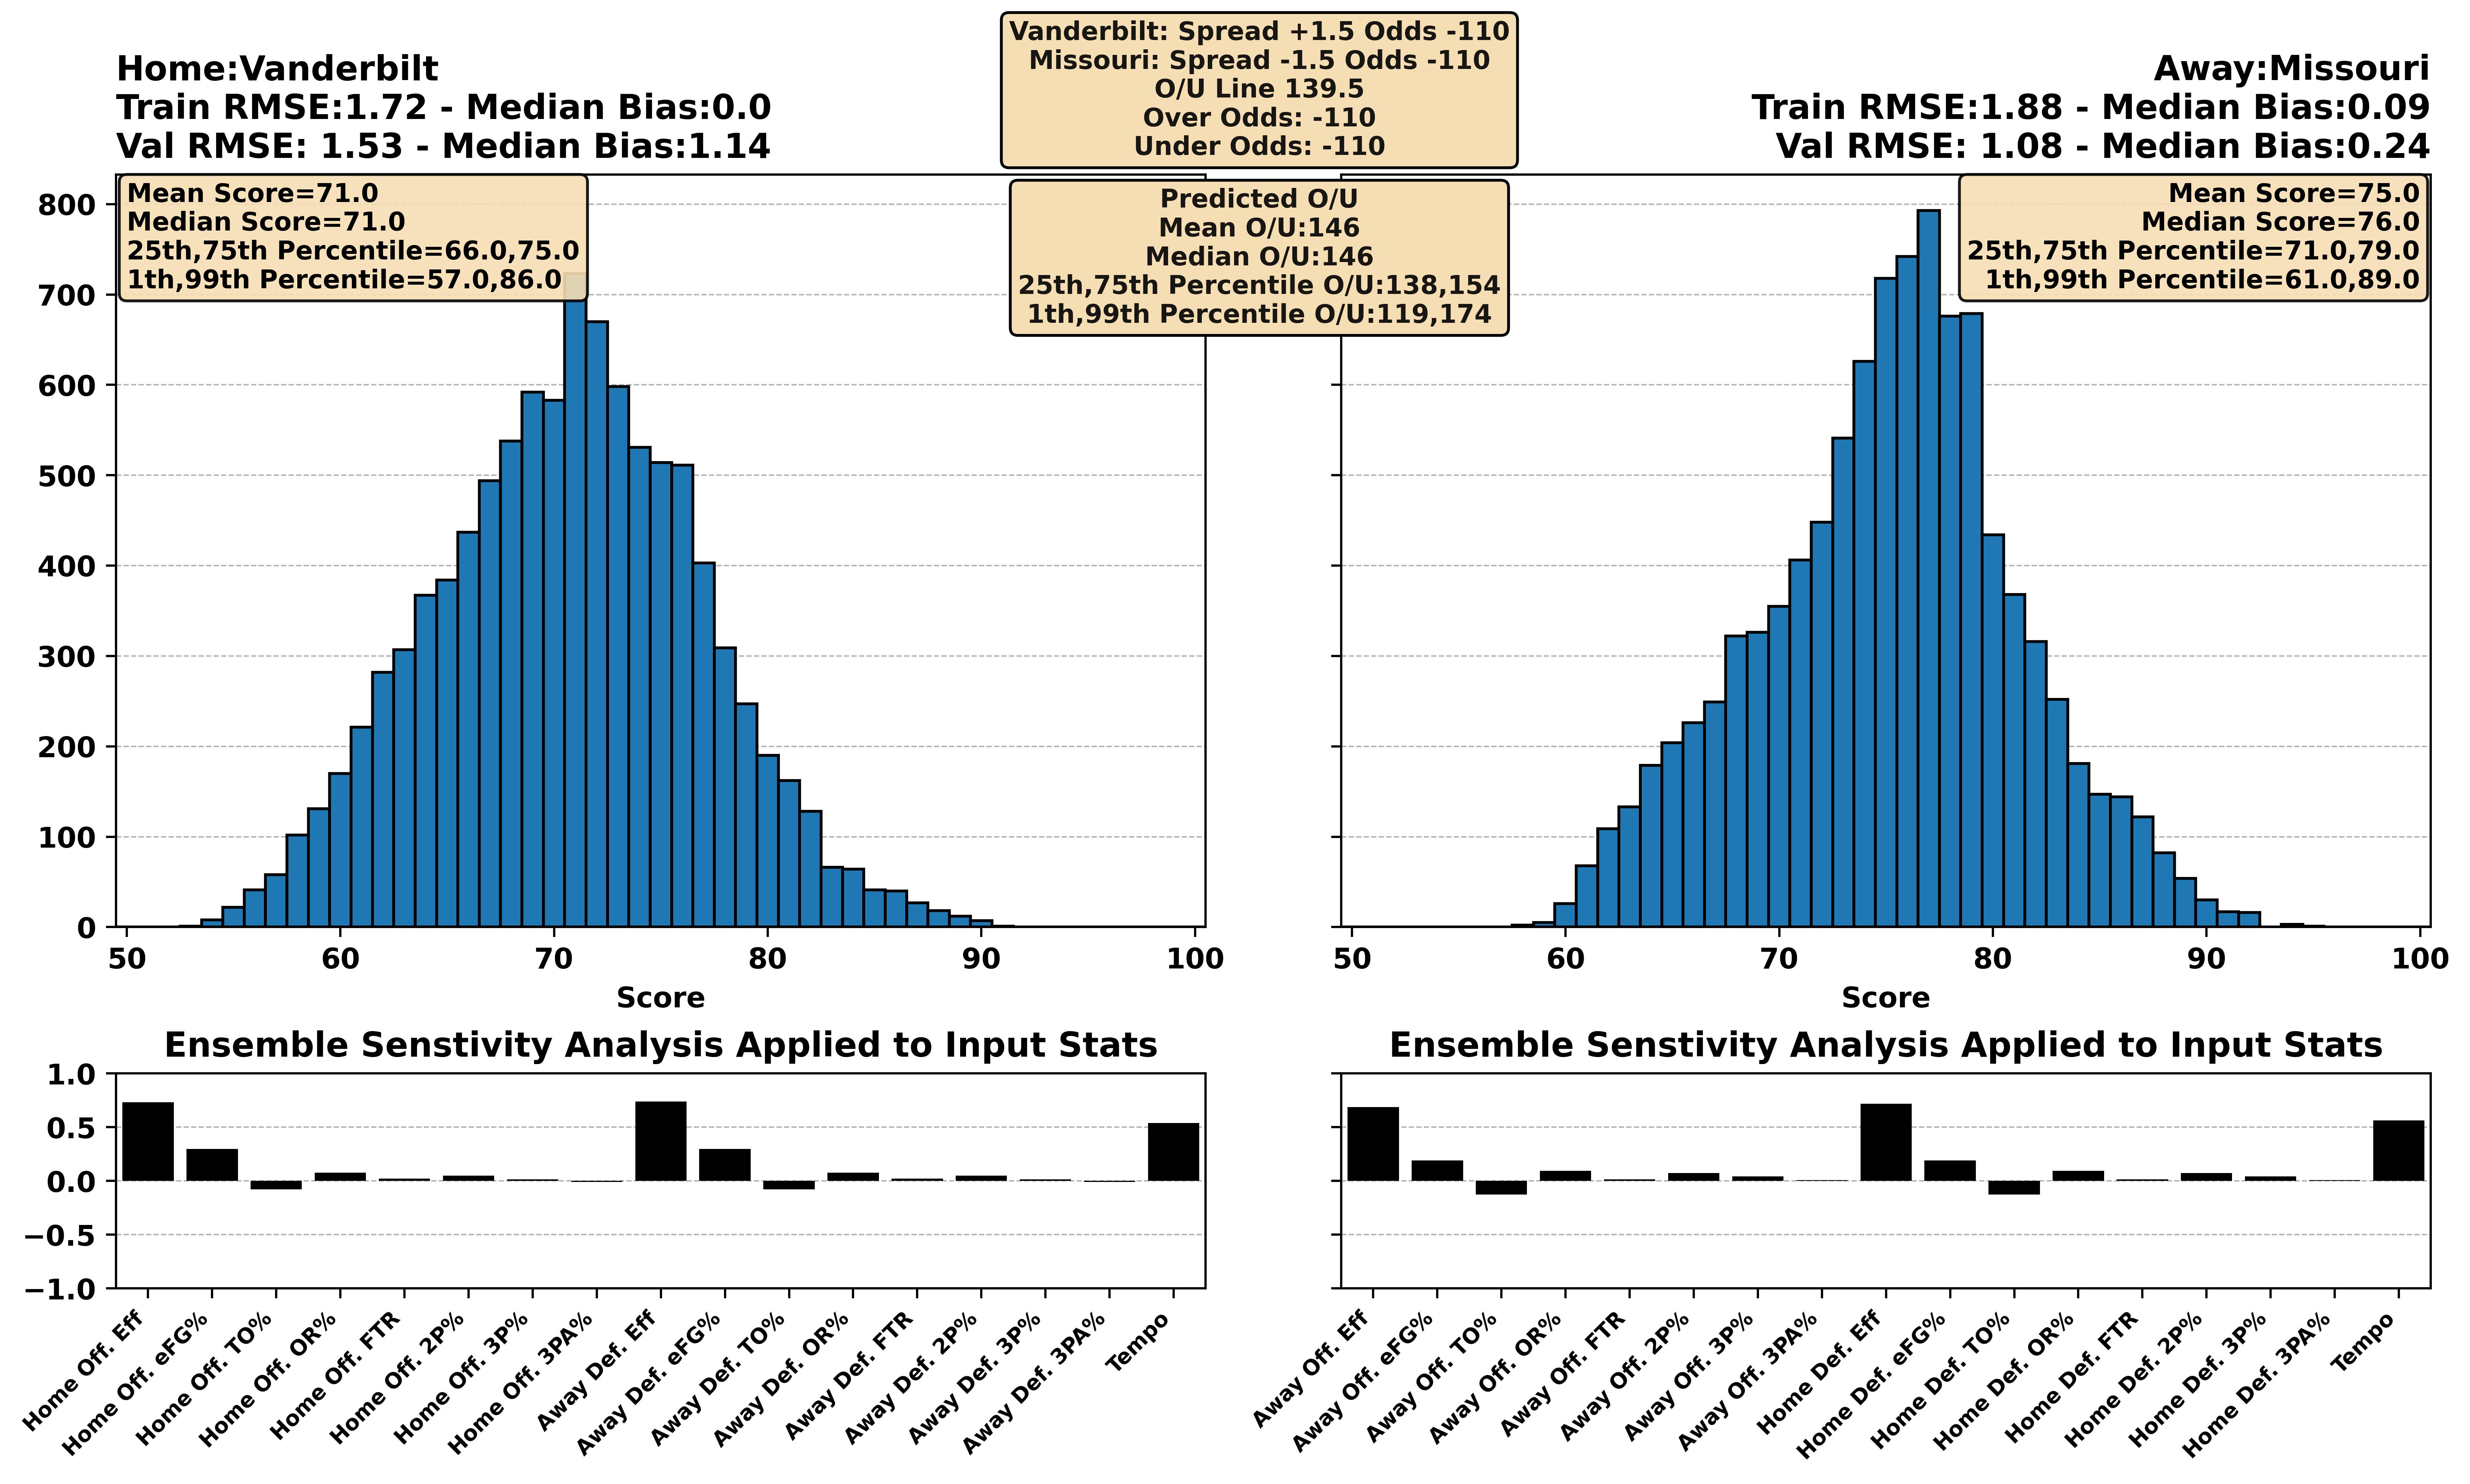 Vanderbilt: Spread +1.5 Odds -110
Missouri: Spread -1.5 Odds -110
O/U Line 139.5
Over Odds: -110
Under Odds: -110
Home:Vanderbilt
Train RMSE:1.72 - Median Bias:0.0
Val RMSE: 1.53 - Median Bias:1.14
Away:Missouri
Train RMSE:1.88 - Median Bias:0.09
Val RMSE: 1.08 - Median Bias:0.24
Mean Score=71.0
Median Score=71.0
25th,75th Percentile=66.0,75.0
1th,99th Percentile=57.0,86.0
Predicted O/U
Mean O/U:146
Median O/U:146
25th,75th Percentile O/U:138,154
1th,99th Percentile O/U:119,174
Mean Score=75.0
Median Score=76.0
25th,75th Percentile=71.0,79.0
1th,99th Percentile=61.0,89.0
800
700
600
500
400
300
200
100
0
50 60 70 80 90 100
Score
50 60 70 80 90 100
Score
Ensemble Senstivity Analysis Applied to Input Stats
1.0
0.5
0.0
−0.5
−1.0
Home Off. Eff
Home Off. eFG%
Home Off. TO%
Home Off. OR%
Home Off. FTR
Home Off. 2P%
Home Off. 3P%
Home Off. 3PA%
Away Def. Eff
Away Def. eFG%
Away Def. TO%
Away Def. OR%
Away Def. FTR
Away Def. 2P%
Away Def. 3P%
Away Def. 3PA%
Tempo
Ensemble Senstivity Analysis Applied to Input Stats
Away Off. Eff
Away Off. eFG%
Away Off. TO%
Away Off. OR%
Away Off. FTR
Away Off. 2P%
Away Off. 3P%
Away Off. 3PA%
Home Def. Eff
Home Def. eFG%
Home Def. TO%
Home Def. OR%
Home Def. FTR
Home Def. 2P%
Home Def. 3P%
Home Def. 3PA%
Tempo